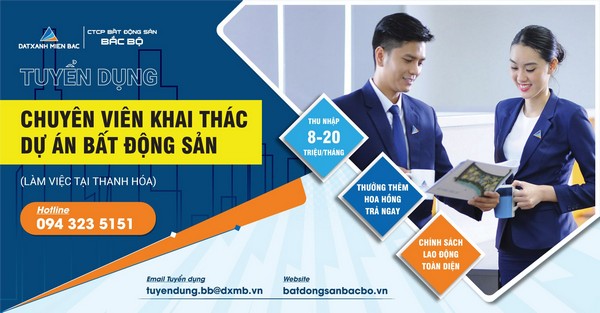 DATXANH MIEN BAC
CTCP BẤT ĐỘNG SẢN
BẮC BỘ
TUYỂN DỤNG
CHUYÊN VIÊN KHAI THÁC
DỰ ÁN BẤT ĐỘNG SẢN
(LÀM VIỆC TẠI THANH HÓA)
Hotline
094 323 5151
THU NHẬP
8-20
TRIỆU/THÁNG
THƯỞNG THÊM
HOA HỒNG
TRẢ NGAY
CHÍNH SÁCH
LAO ĐỘNG
TOÀN DIỆN
Email Tuyển dụng
tuyendung.bb@dxmb.vn
Website
batdongsanbacbo.vn